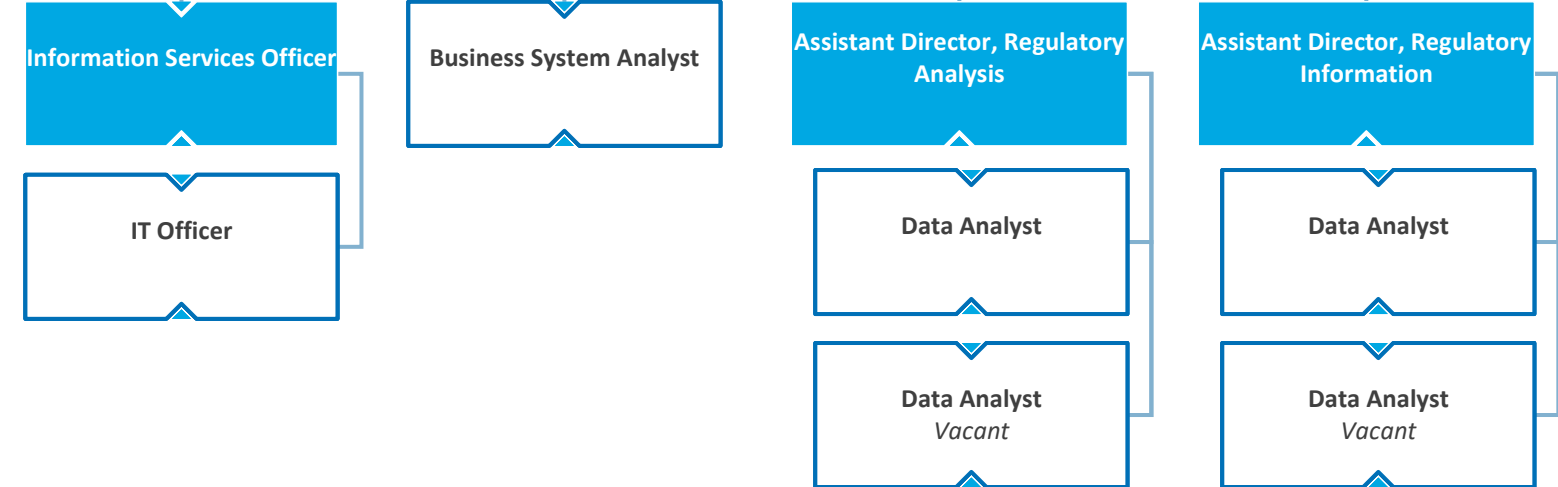 Information Services Officer
Business System Analyst
Assistant Director, Regulatory
Analysis
Assistant Director, Regulatory
Information
IT Officer
Data Analyst
Data Analyst
Data Analyst
Vacant
Data Analyst
Vacant